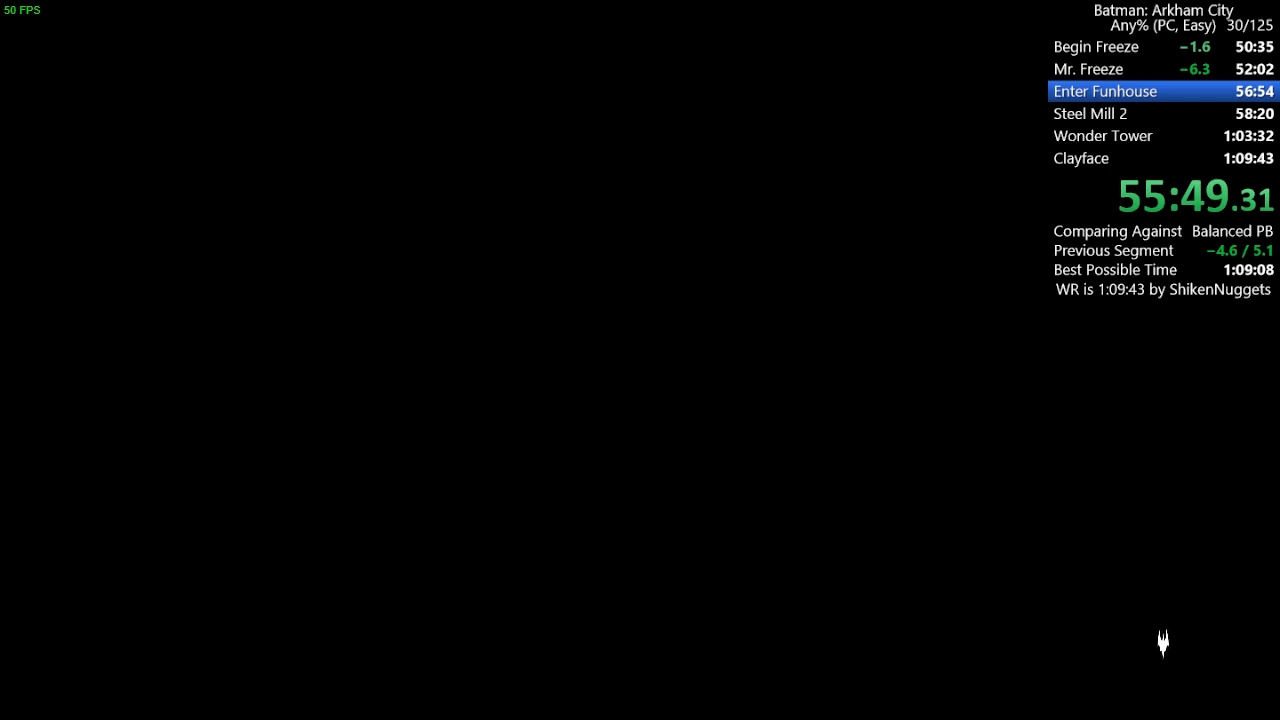 50 FPS
Batman: Arkham City
Any% (PC, Easy) 30/125
Begin Freeze −1.6 50:35
Mr. Freeze −6.3 52:02
Enter Funhouse 56:54
Steel Mill 2 58:20
Wonder Tower 1:03:32
Clayface 1:09:43
55:49.31
Comparing Against Balanced PB
Previous Segment −4.6 / 5.1
Best Possible Time 1:09:08
WR is 1:09:43 by ShikenNuggets